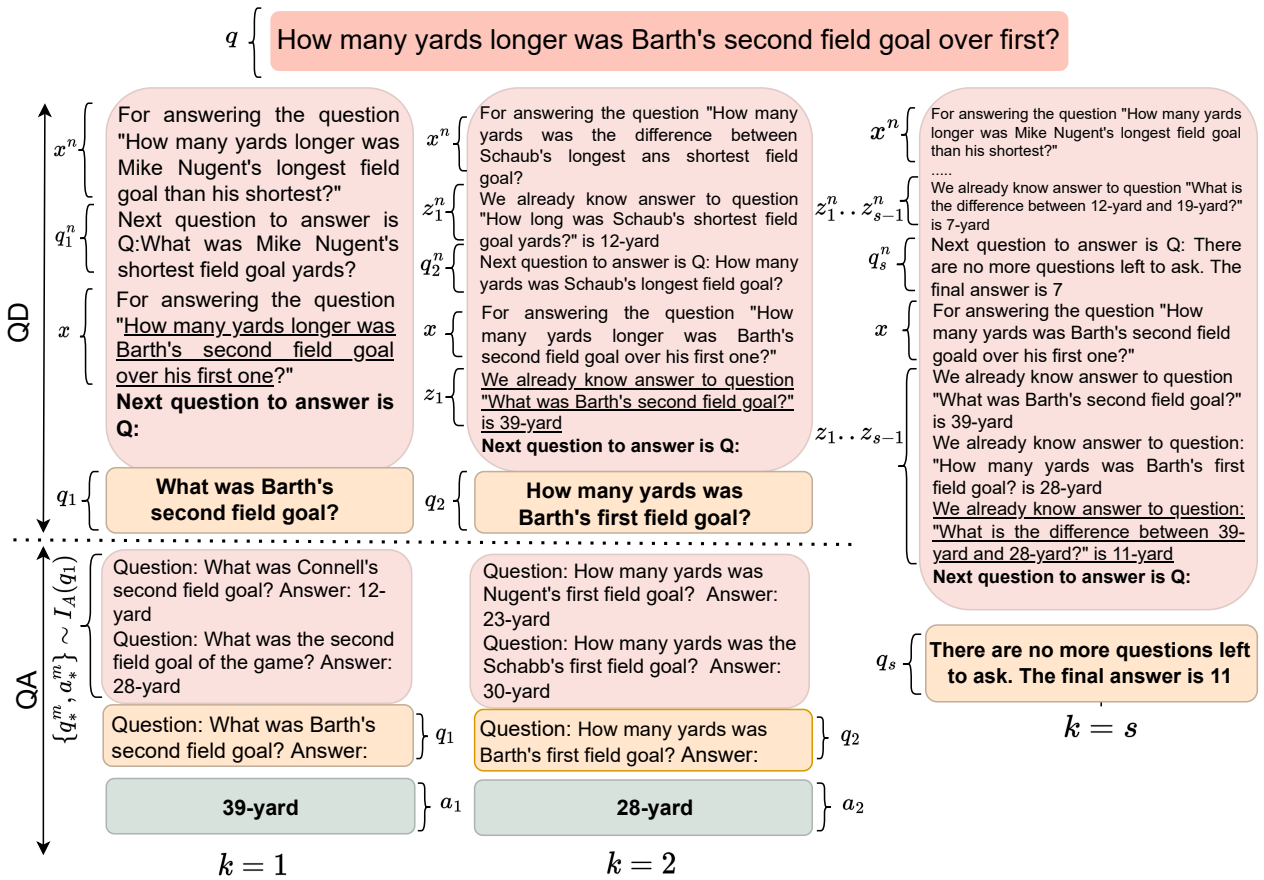 q
How many yards longer was Barth's second field goal over first?
QD
x^n
For answering the question
"How many yards longer was
Mike Nugent's longest field
goal than his shortest?"
q_1^n
Next question to answer is
Q:What was Mike Nugent's
shortest field goal yards?
x
For answering the question
"How many yards longer was
Barth's second field goal
over his first one?"
Next question to answer is
Q:
q_1
What was Barth's
second field goal?
x^n
For answering the question "How many
yards was the difference between
Schaub's longest ans shortest field
goal?
z_1^n
We already know answer to question
"How long was Schaub's shortest field
goal yards?" is 12-yard
q_2^n
Next question to answer is Q: How many
yards was Schaub's longest field goal?
x
For answering the question "How
many yards longer was Barth's
second field goal over his first one?"
z_1
We already know answer to question
"What was Barth's second field goal?"
is 39-yard
Next question to answer is Q:
q_2
How many yards was
Barth's first field goal?
x^n
For answering the question "How many yards
longer was Mike Nugent's longest field goal
than his shortest?"
.....
z_1^n..z_{s-1}^n
We already know answer to question "What is
the difference between 12-yard and 19-yard?"
is 7-yard
q_s^n
Next question to answer is Q: There
are no more questions left to ask. The
final answer is 7
x
For answering the question "How
many yards was Barth's second field
goald over his first one?"
z_1..z_{s-1}
We already know answer to question
"What was Barth's second field goal?"
is 39-yard
We already know answer to question:
"How many yards was Barth's first
field goal? is 28-yard
We already know answer to question:
"What is the difference between 39-
yard and 28-yard?" is 11-yard
Next question to answer is Q:
q_s
There are no more questions left
to ask. The final answer is 11
k = s
QA
{q_*^m, a_*^m} ~ I_A(q_1)
Question: What was Connell's
second field goal? Answer: 12-
yard
Question: What was the second
field goal of the game? Answer:
28-yard
Question: What was Barth's
second field goal? Answer:
q_1
39-yard
a_1
k = 1
Question: How many yards was
Nugent's first field goal? Answer:
23-yard
Question: How many yards was the
Schabb's first field goal? Answer:
30-yard
Question: How many yards was
Barth's first field goal? Answer:
q_2
28-yard
a_2
k = 2